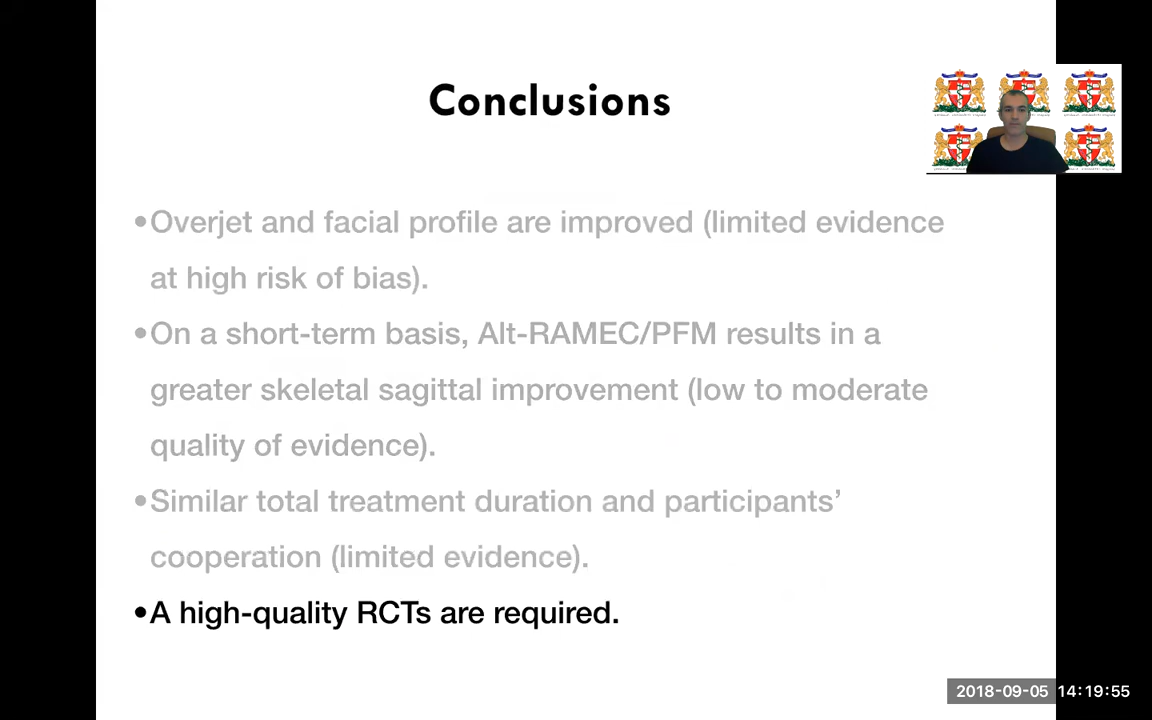 Conclusions
•Overjet and facial profile are improved (limited evidence
at high risk of bias).
•On a short-term basis, Alt-RAMEC/PFM results in a
greater skeletal sagittal improvement (low to moderate
quality of evidence).
•Similar total treatment duration and participants’
cooperation (limited evidence).
•A high-quality RCTs are required.
2018-09-05 14:19:55